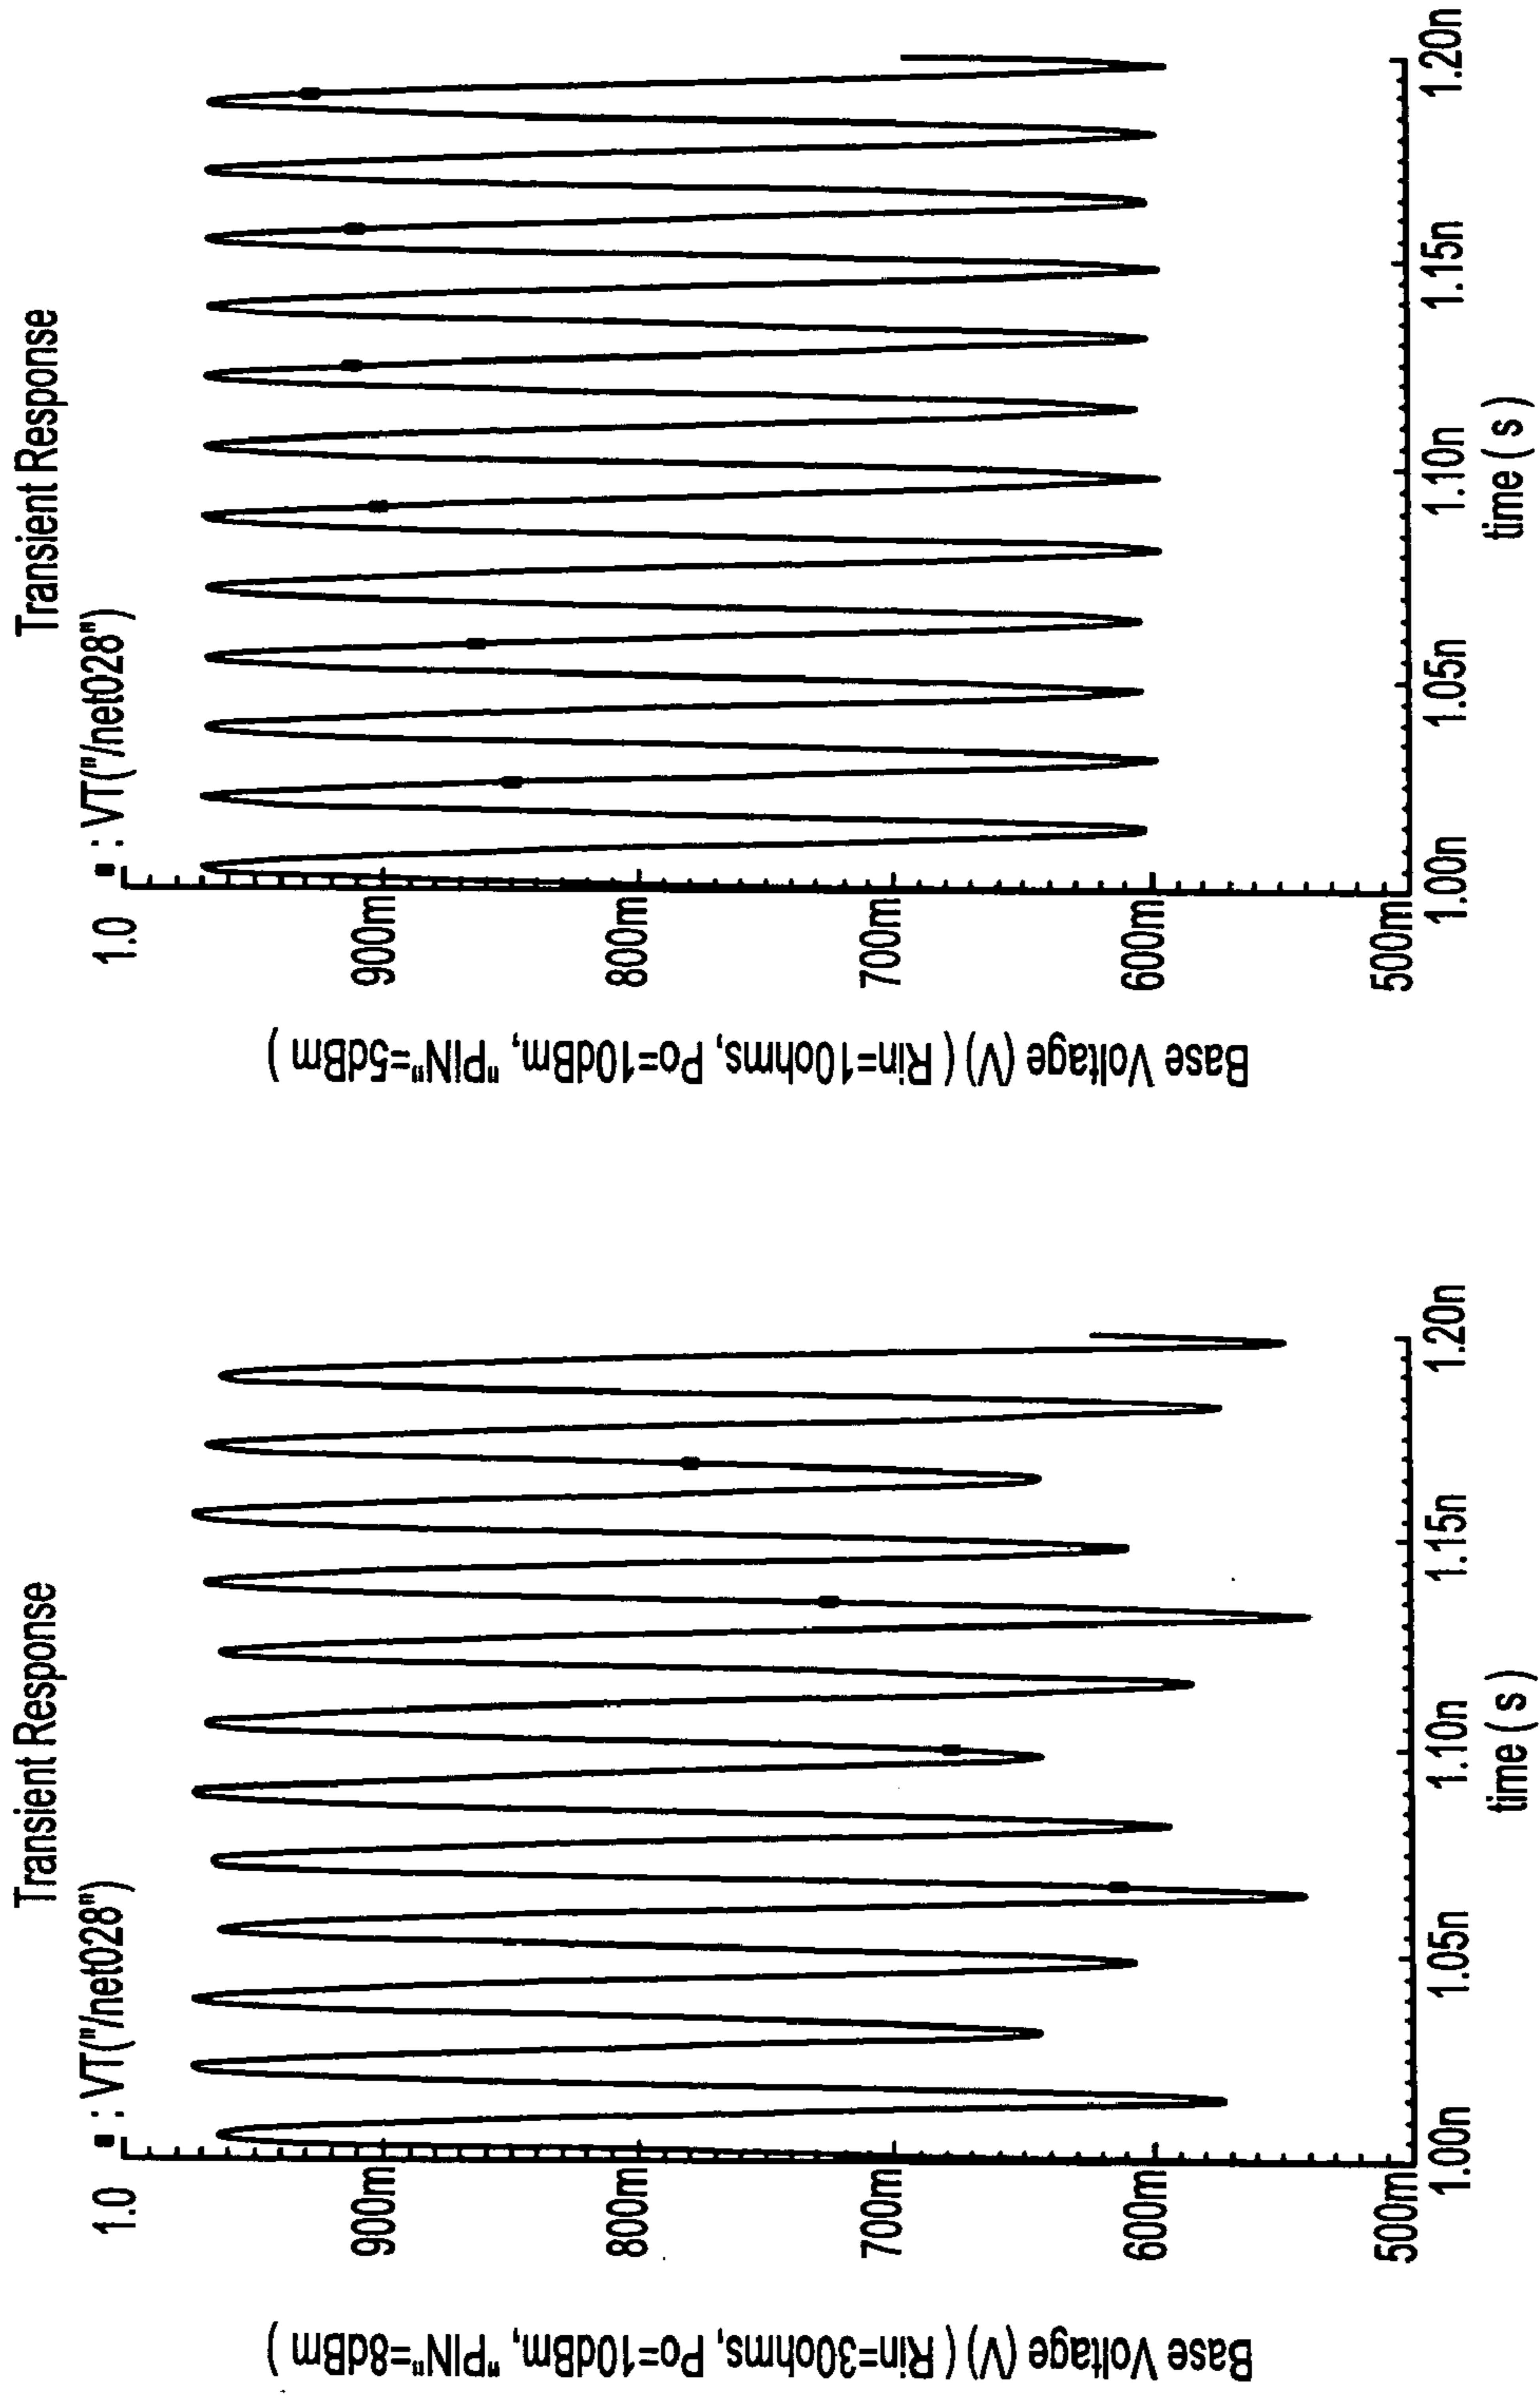 Transient Response
▪ : VT("/net028")
1.0
900m
800m
700m
600m
500m
Base Voltage (V) ( Rin=30ohms, Po=10dBm, "PIN"=8dBm )
1.00n
1.05n
1.10n
1.15n
1.20n
time ( s )
Transient Response
▪ : VT("/net028")
1.0
900m
800m
700m
600m
500m
Base Voltage (V) ( Rin=10ohms, Po=10dBm, "PIN"=5dBm )
1.00n
1.05n
1.10n
1.15n
1.20n
time ( s )